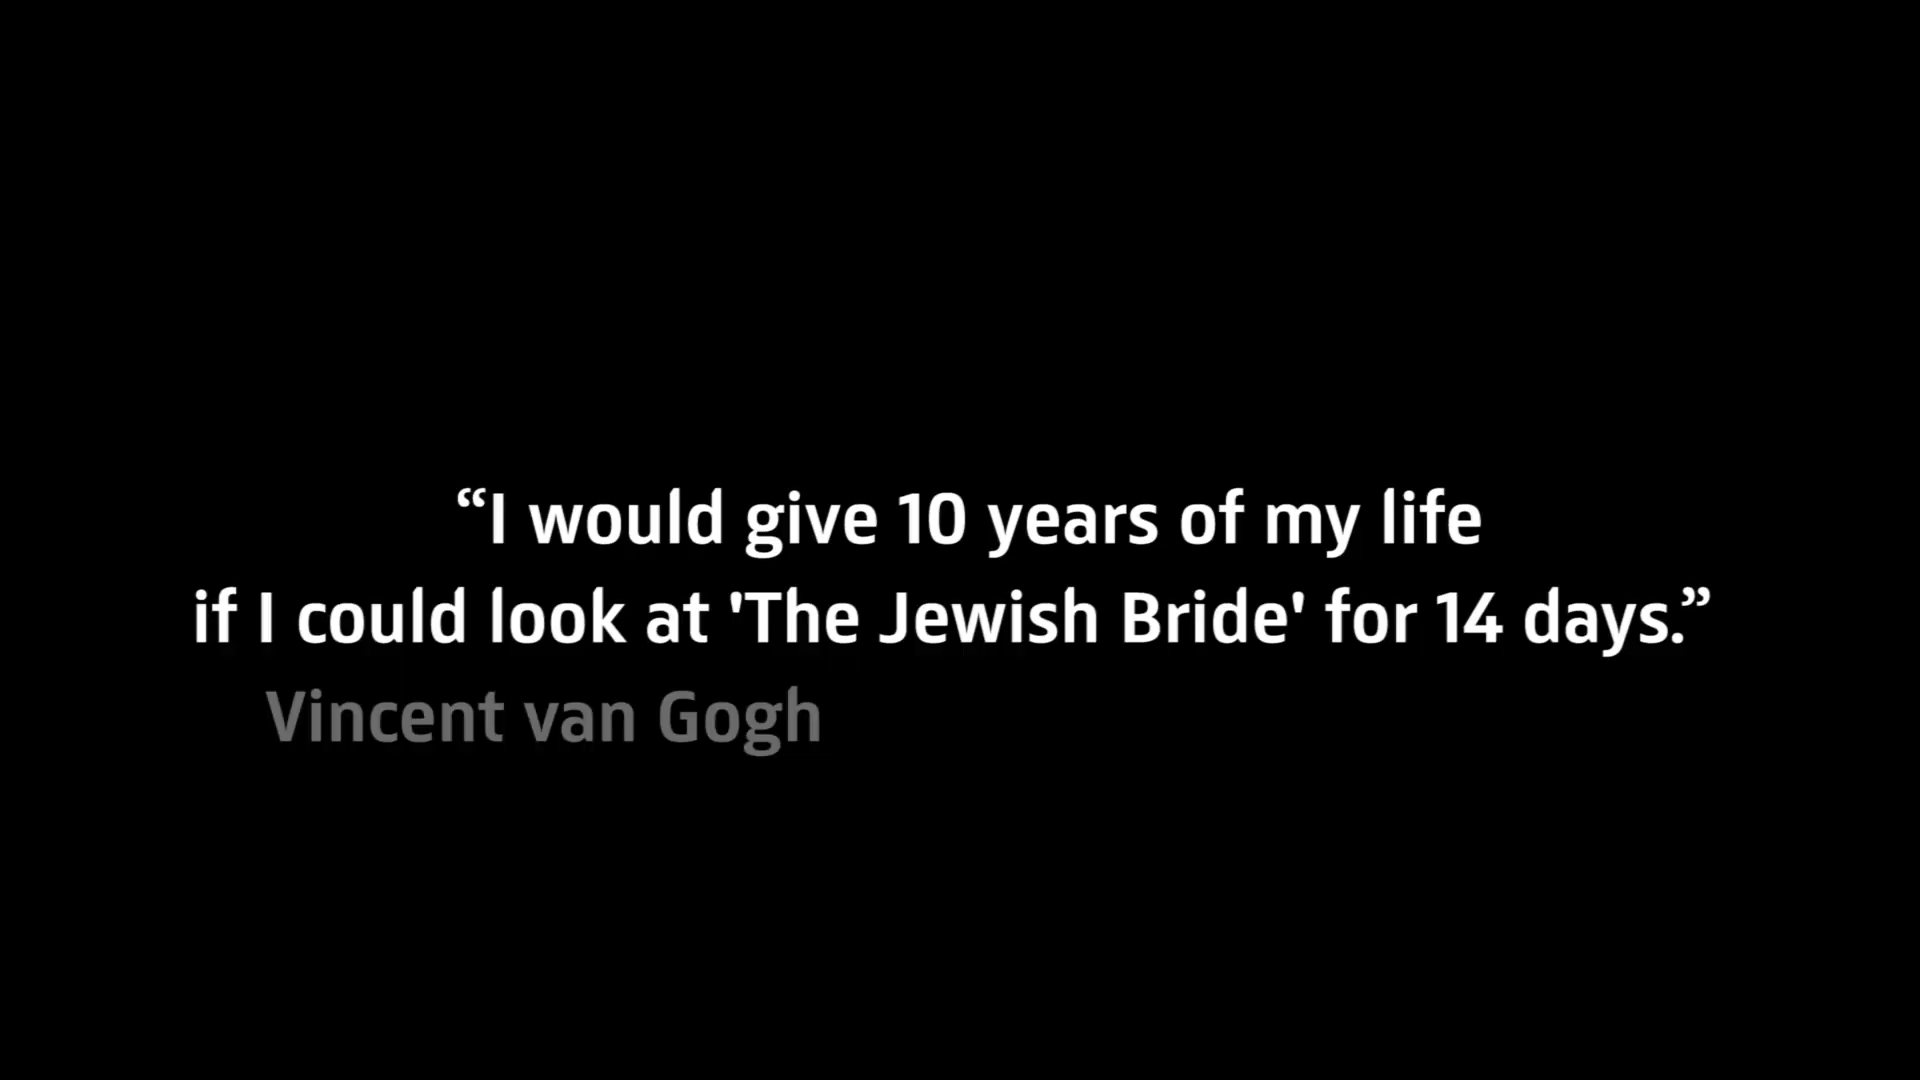 “I would give 10 years of my life
if I could look at 'The Jewish Bride' for 14 days.”
Vincent van Gogh